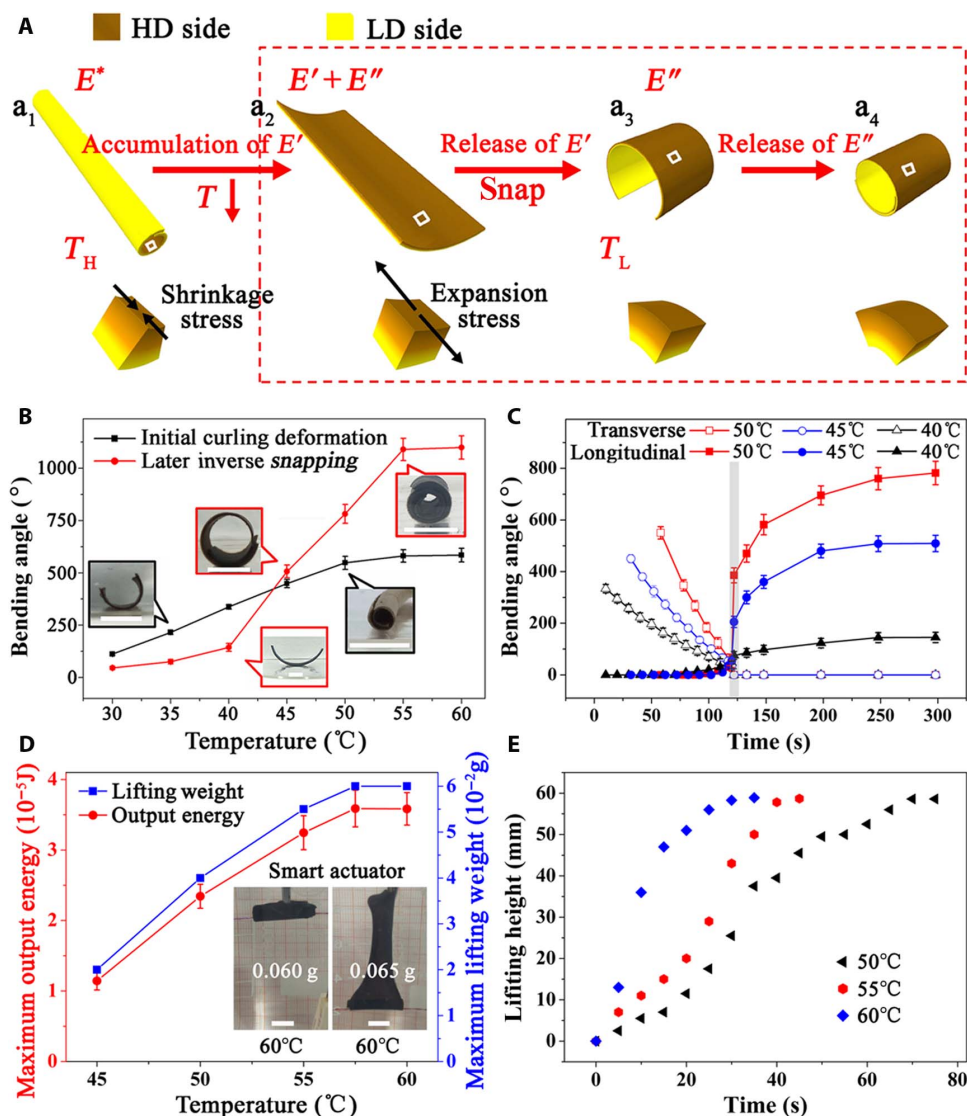 A
HD side
LD side
E*
E′ + E″
E″
a1
a2
a3
a4
Accumulation of E′
Release of E′
Release of E″
T
Snap
TH
TL
Shrinkage
stress
Expansion
stress
B
Initial curling deformation
Later inverse snapping
Bending angle (°)
1000
750
500
250
0
30
35
40
45
50
55
60
Temperature (℃)
C
Transverse
50℃
45℃
40℃
Longitudinal
50℃
45℃
40℃
Bending angle (°)
800
600
400
200
0
0
50
100
150
200
250
300
Time (s)
D
Lifting weight
Output energy
Smart actuator
0.060 g
0.065 g
60℃
60℃
Maximum output energy (10-5J)
4
3
2
1
0
Maximum lifting weight (10-2g)
6
5
4
3
2
1
0
45
50
55
60
Temperature (℃)
E
Lifiting height (mm)
60
50
40
30
20
10
0
50℃
55℃
60℃
0
20
40
60
80
Time (s)